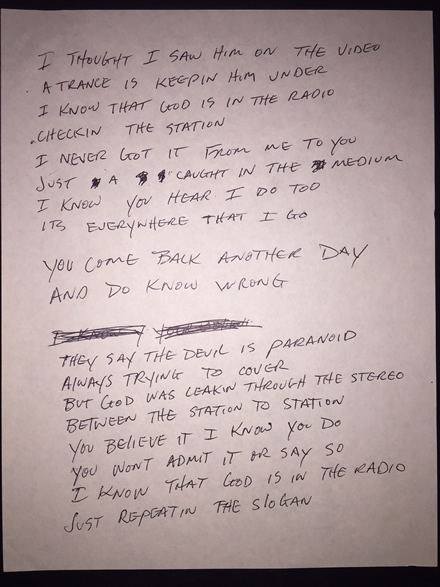 I THOUGHT I SAW HIM ON THE VIDEO
A TRANCE IS KEEPIN HIM UNDER
I KNOW THAT GOD IS IN THE RADIO
CHECKIN THE STATION
I NEVER GOT IT FROM ME TO YOU
JUST A CAUGHT IN THE MEDIUM
I KNOW YOU HEAR I DO TOO
ITS EVERYWHERE THAT I GO
YOU COME BACK ANOTHER DAY
AND DO KNOW WRONG
THEY SAY THE DEVIL IS PARANOID
ALWAYS TRYING TO COVER
BUT GOD WAS LEAKIN THROUGH THE STEREO
BETWEEN THE STATION TO STATION
YOU BELIEVE IT I KNOW YOU DO
YOU WONT ADMIT IT OR SAY SO
I KNOW THAT GOD IS IN THE RADIO
JUST REPEATIN THE SLOGAN